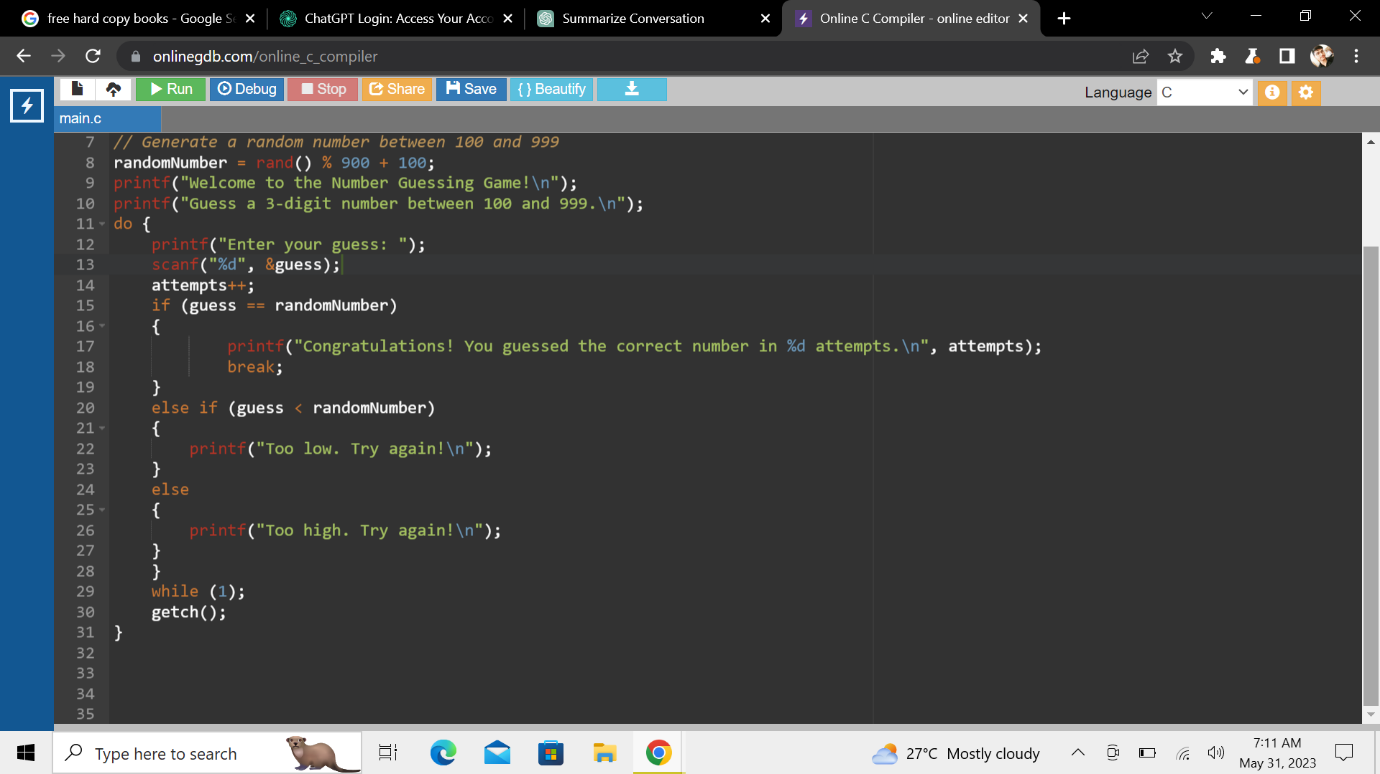 free hard copy books - Google S
ChatGPT Login: Access Your Acco
Summarize Conversation
Online C Compiler - online editor
onlinegdb.com/online_c_compiler
Run Debug Stop Share Save { } Beautify
Language C
main.c
7 // Generate a random number between 100 and 999
8 randomNumber = rand() % 900 + 100;
9 printf("Welcome to the Number Guessing Game!\n");
10 printf("Guess a 3-digit number between 100 and 999.\n");
11 do {
12 printf("Enter your guess: ");
13 scanf("%d", &guess);
14 attempts++;
15 if (guess == randomNumber)
16 {
17 printf("Congratulations! You guessed the correct number in %d attempts.\n", attempts);
18 break;
19 }
20 else if (guess < randomNumber)
21 {
22 printf("Too low. Try again!\n");
23 }
24 else
25 {
26 printf("Too high. Try again!\n");
27 }
28 }
29 while (1);
30 getch();
31 }
32
33
34
35
Type here to search
27°C Mostly cloudy
7:11 AM
May 31, 2023